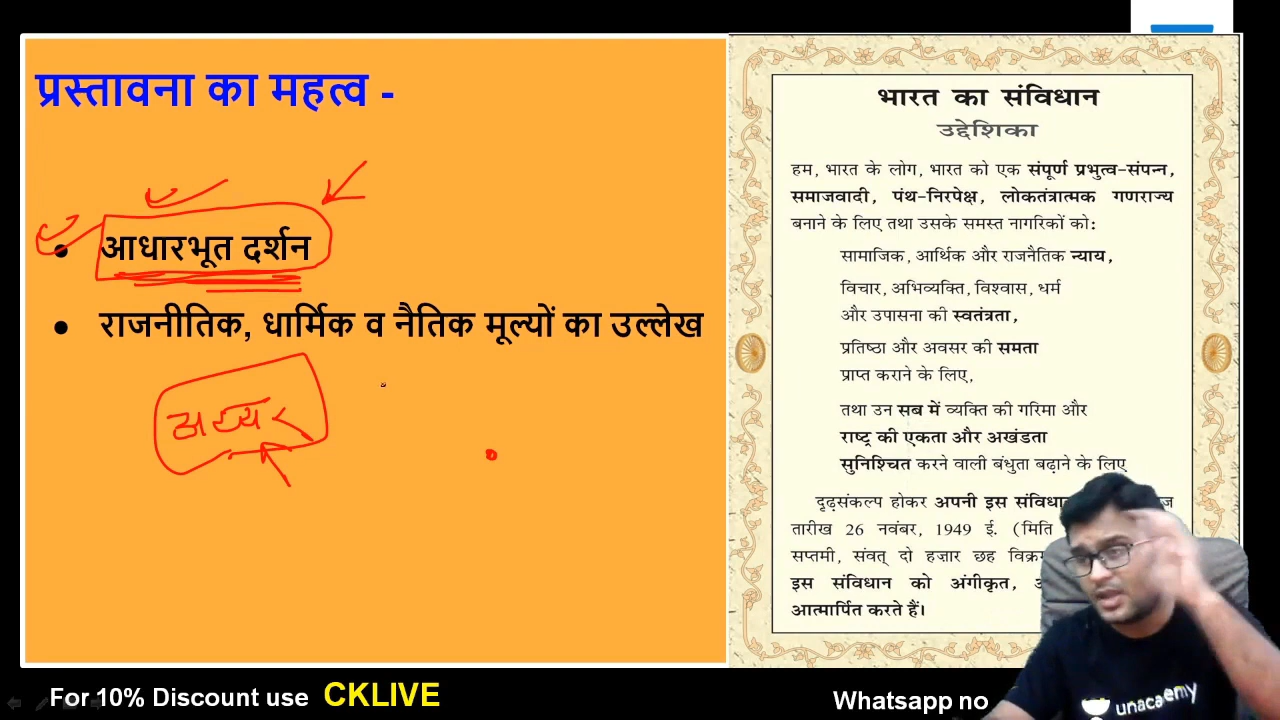 प्रस्तावना का महत्व -
• आधारभूत दर्शन
• राजनीतिक, धार्मिक व नैतिक मूल्यों का उल्लेख
भारत का संविधान
उद्देशिका
हम, भारत के लोग, भारत को एक संपूर्ण प्रभुत्व-संपन्न,
समाजवादी, पंथ-निरपेक्ष, लोकतंत्रात्मक गणराज्य
बनाने के लिए तथा उसके समस्त नागरिकों को:
सामाजिक, आर्थिक और राजनैतिक न्याय,
विचार, अभिव्यक्ति, विश्वास, धर्म
और उपासना की स्वतंत्रता,
प्रतिष्ठा और अवसर की समता
प्राप्त कराने के लिए,
तथा उन सब में व्यक्ति की गरिमा और
राष्ट्र की एकता और अखंडता
सुनिश्चित करने वाली बंधुता बढ़ाने के लिए
दृढ़संकल्प होकर अपनी इस
तारीख 26 नवंबर, 1949 ई. (मिति
सप्तमी, संवत् दो हजार छह
इस संविधान को अंगीकृत,
आत्मार्पित करते हैं।
For 10% Discount use CKLIVE
Whatsapp no
unacademy